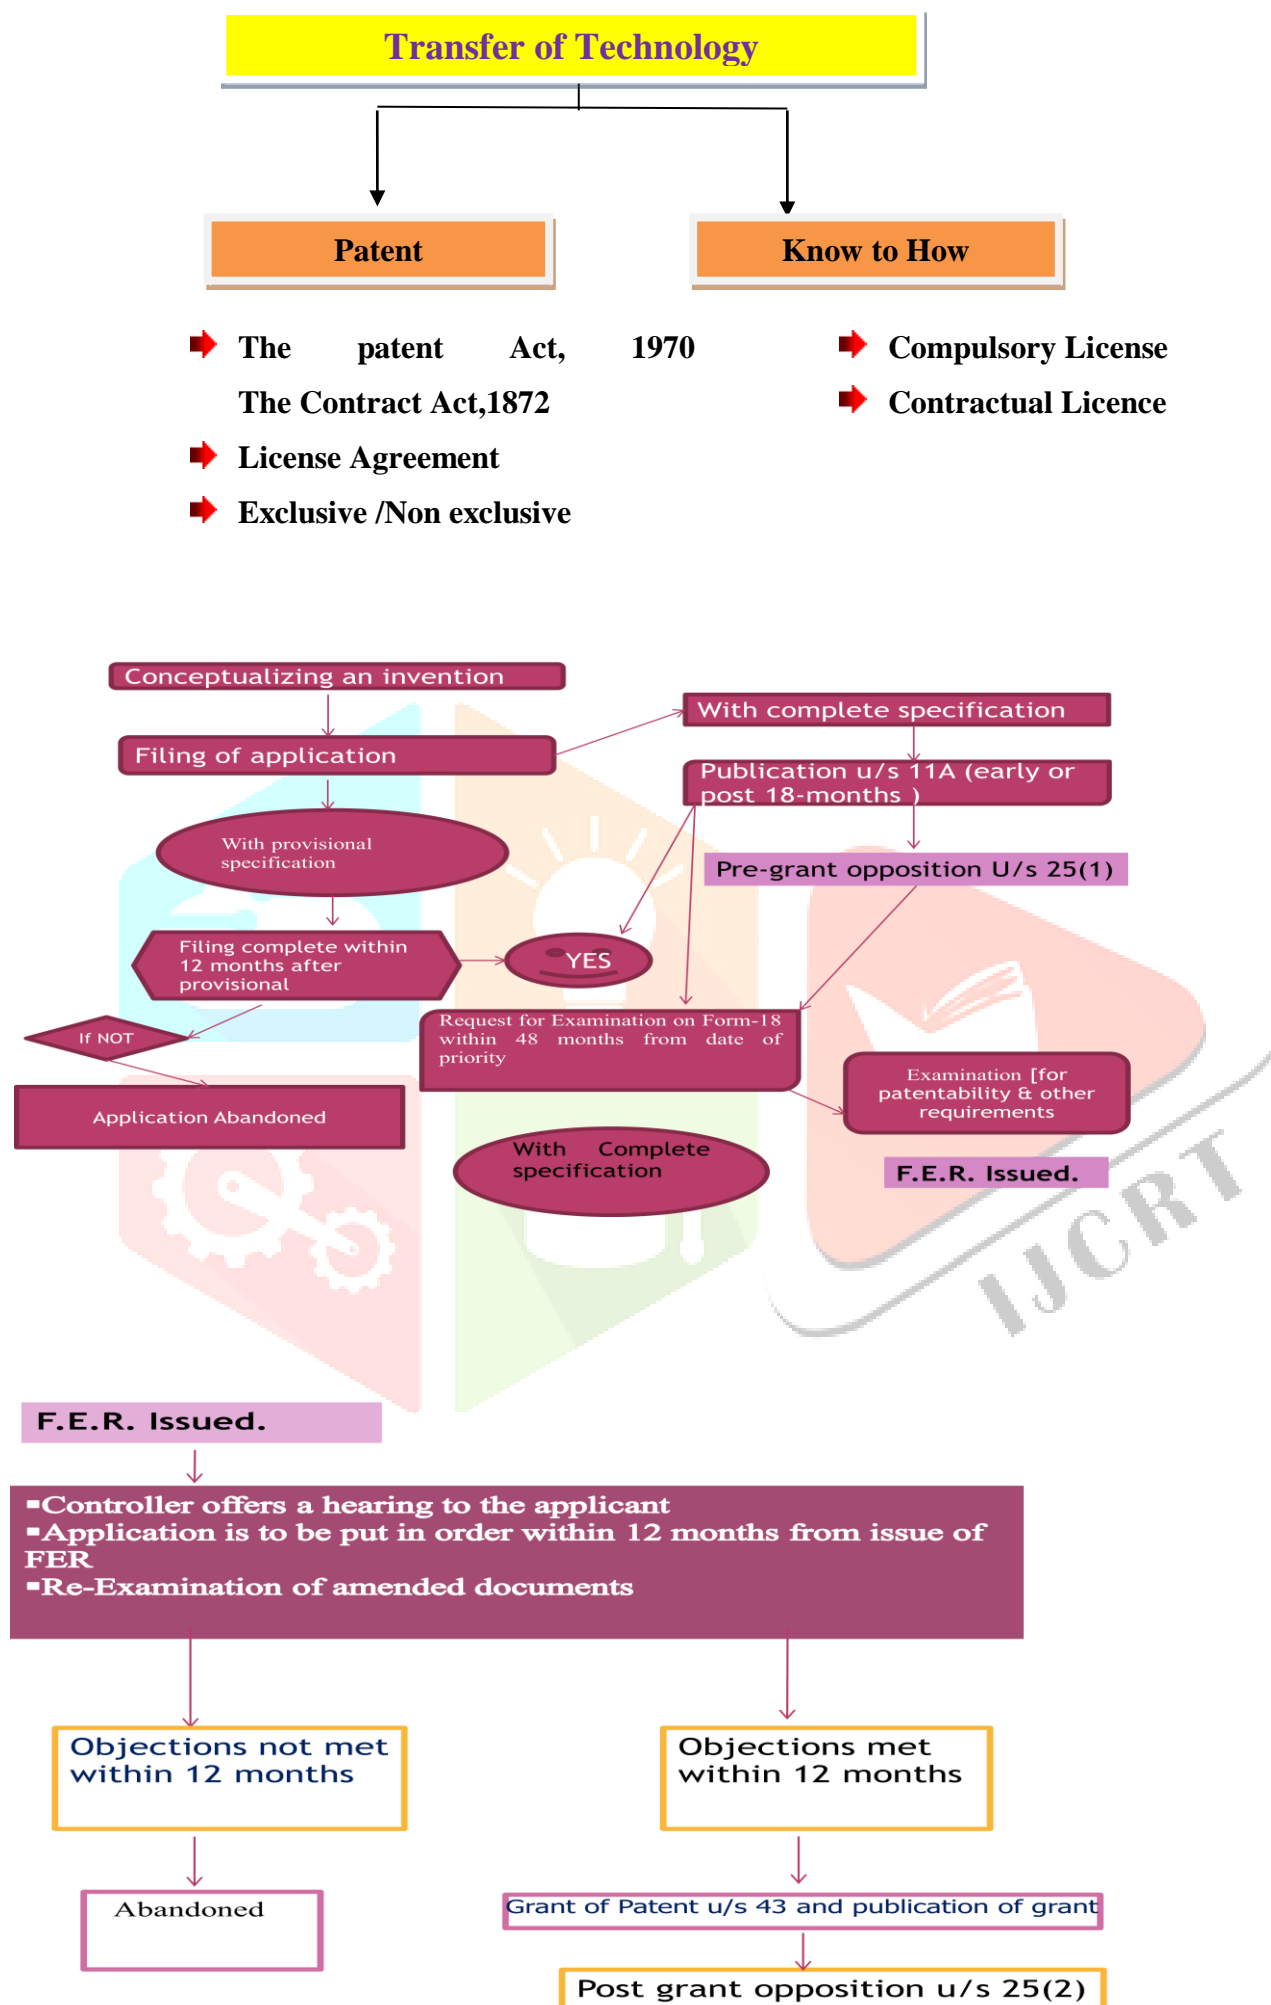 Transfer of Technology
Patent
Know to How
The patent Act, 1970
The Contract Act,1872
License Agreement
Exclusive /Non exclusive
Compulsory License
Contractual Licence
Conceptualizing an invention
With complete specification
Filing of application
Publication u/s 11A (early or
post 18-months )
With provisional
specification
Pre-grant opposition U/s 25(1)
Filing complete within
12 months after
provisional
YES
If NOT
Request for Examination on Form-18
within 48 months from date of
priority
Application Abandoned
Examination [for
patentability & other
requirements
With Complete
specification
F.E.R. Issued.
IJCRT
F.E.R. Issued.
▪Controller offers a hearing to the applicant
▪Application is to be put in order within 12 months from issue of
FER
▪Re-Examination of amended documents
Objections not met
within 12 months
Objections met
within 12 months
Abandoned
Grant of Patent u/s 43 and publication of grant
Post grant opposition u/s 25(2)